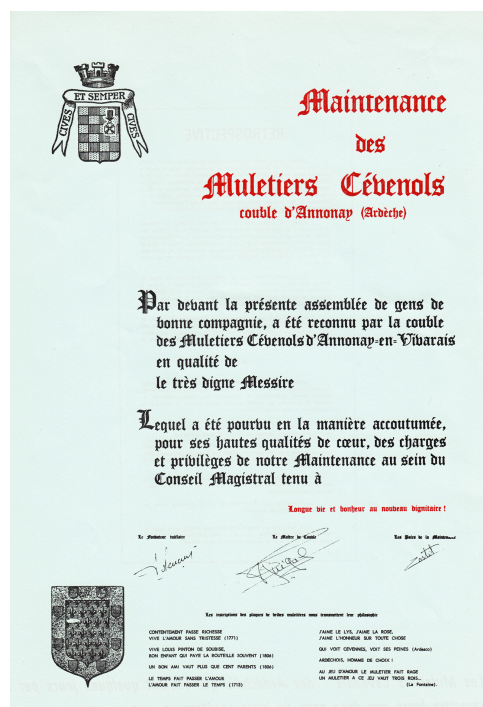 CIVES ET SEMPER CIVES
Maintenance
des
Muletiers Cévenols
couble d'Annonay (Ardèche)
Par devant la présente assemblée de gens de
bonne compagnie, a été reconnu par la couble
des Muletiers Cévenols d'Annonay=en=Vivarais
en qualité de
le très digne Messire
Lequel a été pourvu en la manière accoutumée,
pour ses hautes qualités de cœur, des charges
et privilèges de notre Maintenance au sein du
Conseil Magistral tenu à
Longue vie et bonheur au nouveau dignitaire !
Le Fondateur tutélaire
Le Maître de Couble
Les Pairs de la Maintenance
Les inscriptions des plaques de brides muletières nous transmettent leur philosophie
CONTENTEMENT PASSE RICHESSE
VIVE L'AMOUR SANS TRISTESSE (1771)
VIVE LOUIS PINTON DE SOUBISE,
BON ENFANT QUI PAYE LA BOUTEILLE SOUVENT (1806)
UN BON AMI VAUT PLUS QUE CENT PARENTS (1806)
LE TEMPS FAIT PASSER L'AMOUR
L'AMOUR FAIT PASSER LE TEMPS (1713)
J'AIME LE LYS, J'AIME LA ROSE,
J'AIME L'HONNEUR SUR TOUTE CHOSE
QUI VOIT CEVENNES, VOIT SES PEINES (Ardesco)
ARDECHOIS, HOMME DE CHOIX !
AU JEU D'AMOUR LE MULETIER FAIT RAGE
UN MULETIER A CE JEU VAUT TROIS ROIS...
(La Fontaine).